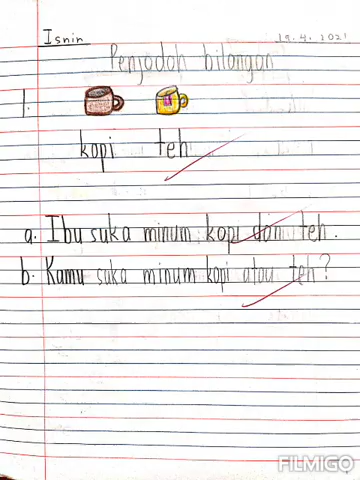 Isnin 19.4.2021
Penjodoh bilangan
1.
kopi teh
a. Ibu suka minum kopi dan teh.
b. Kamu suka minum kopi atau teh?
FILMIGO